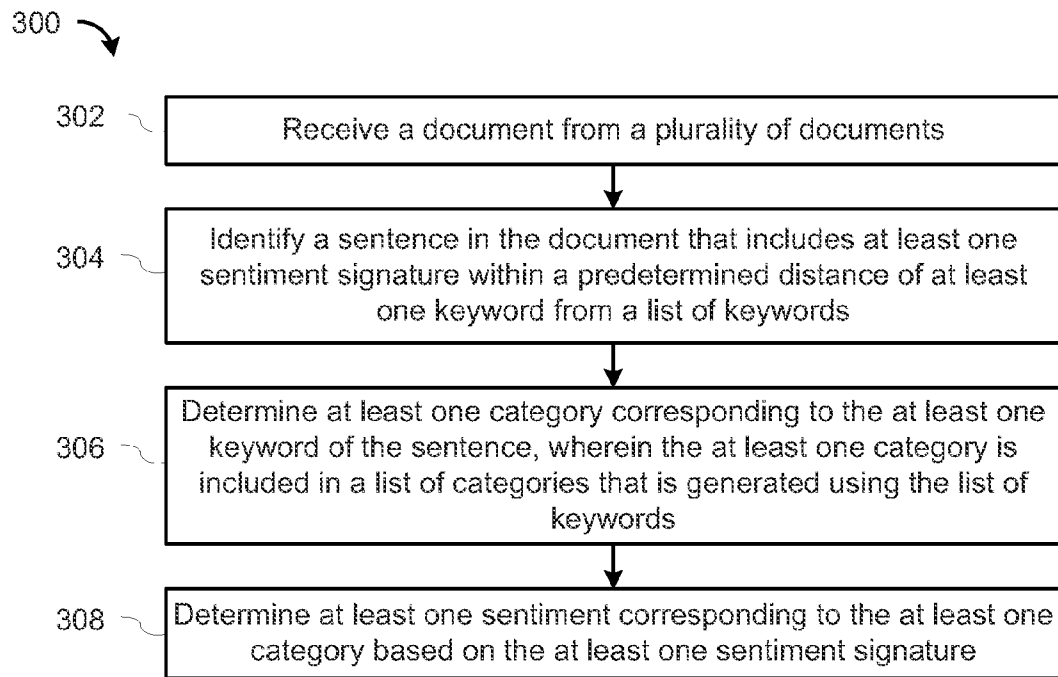 300
302
Receive a document from a plurality of documents
304
Identify a sentence in the document that includes at least one
sentiment signature within a predetermined distance of at least
one keyword from a list of keywords
306
Determine at least one category corresponding to the at least one
keyword of the sentence, wherein the at least one category is
included in a list of categories that is generated using the list of
keywords
308
Determine at least one sentiment corresponding to the at least one
category based on the at least one sentiment signature